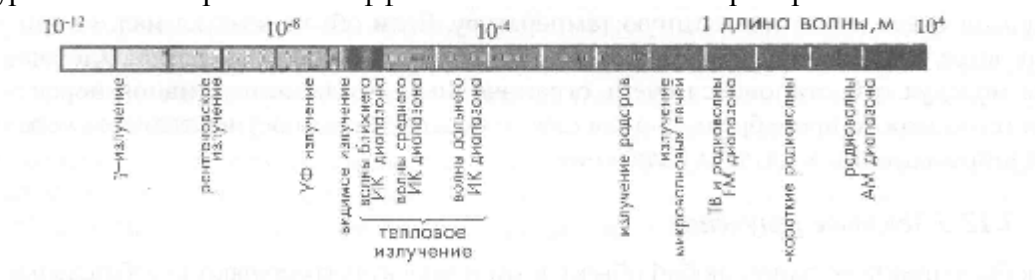 10⁻¹² 10⁻⁸ 10⁻⁴ 1 длина волны, м 10⁴
γ-излучение
рентгеновское
излучение
УФ излучение
видимое излучение
волны ближнего
ИК диапазона
волны среднего
ИК диапазона
волны дальнего
ИК диапазона
тепловое
излучение
излучение радаров
излучение
микроволновых печей
ТВ и радиоволны
FM диапазона
короткие радиоволны
радиоволны
АМ диапазона